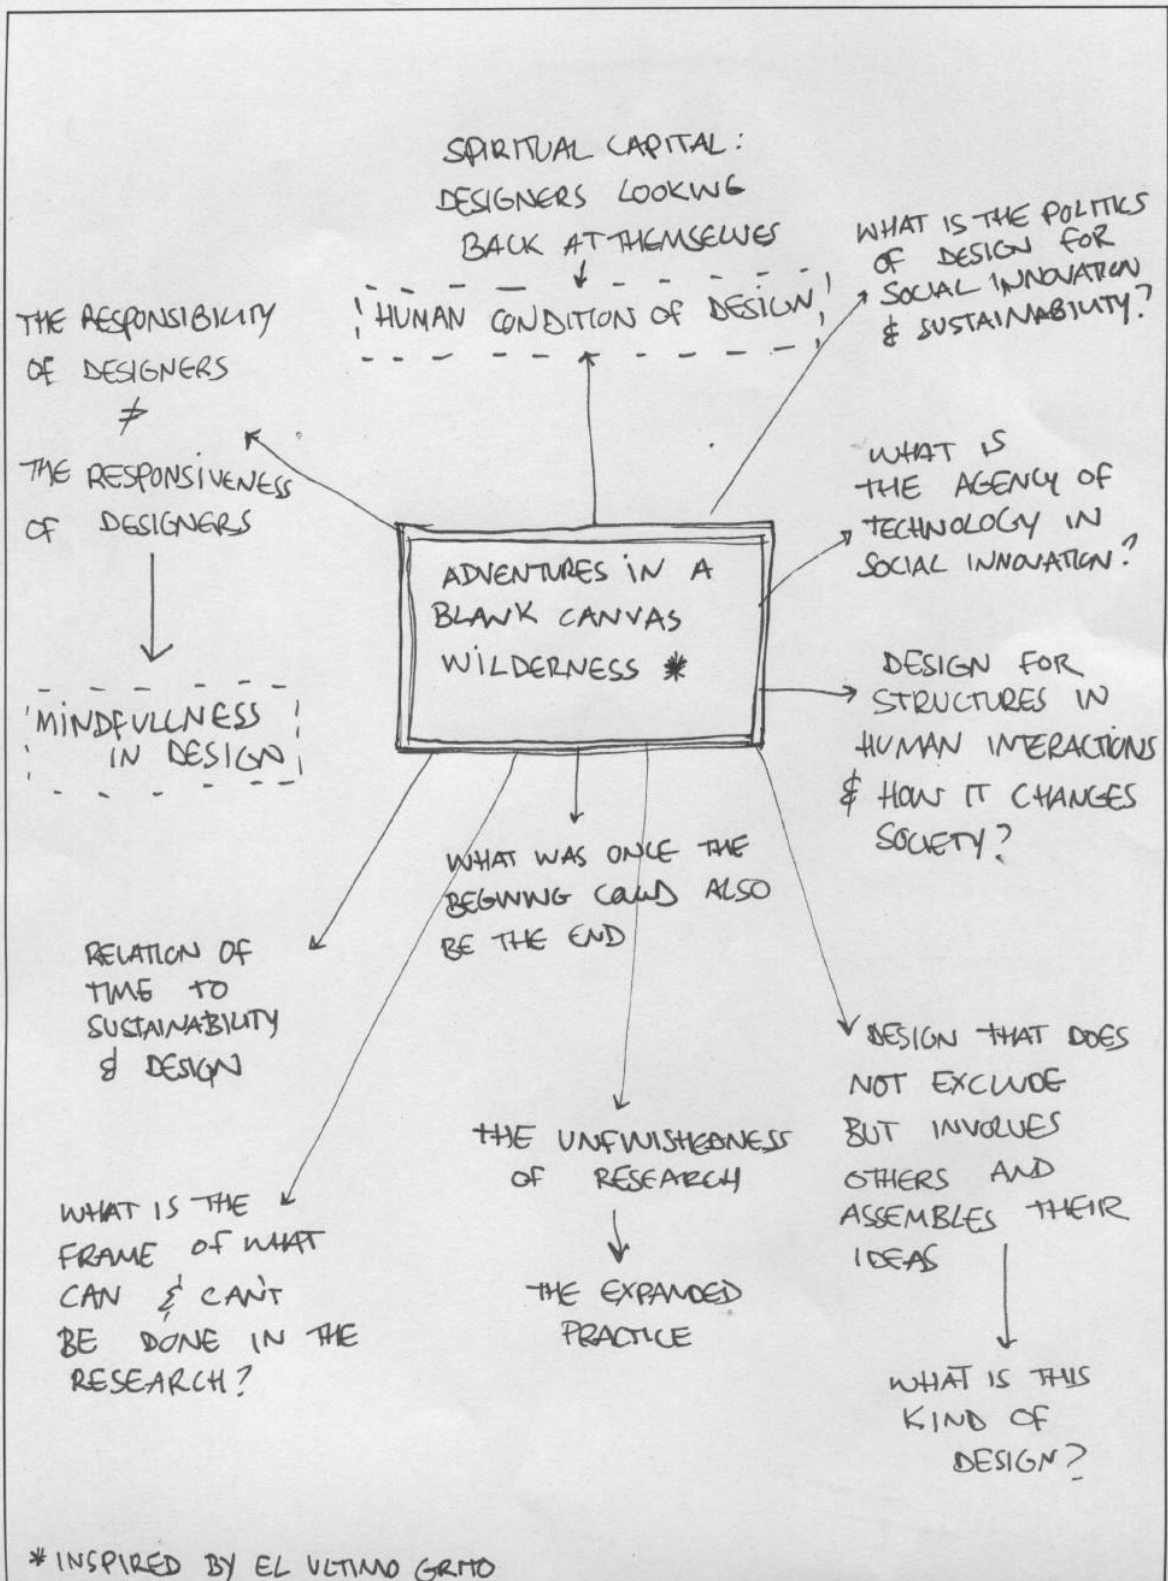 SPIRITUAL CAPITAL:
DESIGNERS LOOKING
BACK AT THEMSELVES
HUMAN CONDITION OF DESIGN
WHAT IS THE POLITICS
OF DESIGN FOR
SOCIAL INNOVATION
& SUSTAINABILITY?
THE RESPONSIBILITY
OF DESIGNERS
≠
THE RESPONSIVENESS
OF DESIGNERS
MINDFULLNESS
IN DESIGN
ADVENTURES IN A
BLANK CANVAS
WILDERNESS *
WHAT IS
THE AGENCY OF
TECHNOLOGY IN
SOCIAL INNOVATION?
DESIGN FOR
STRUCTURES IN
HUMAN INTERACTIONS
& HOW IT CHANGES
SOCIETY?
WHAT WAS ONCE THE
BEGINING COULD ALSO
BE THE END
RELATION OF
TIME TO
SUSTAINABILITY
& DESIGN
DESIGN THAT DOES
NOT EXCLUDE
BUT INVOLVES
OTHERS AND
ASSEMBLES THEIR
IDEAS
THE UNFINISHEDNESS
OF RESEARCH
THE EXPANDED
PRACTICE
WHAT IS THE
FRAME OF WHAT
CAN & CAN'T
BE DONE IN THE
RESEARCH?
WHAT IS THIS
KIND OF
DESIGN?
* INSPIRED BY EL ULTIMO GRITO